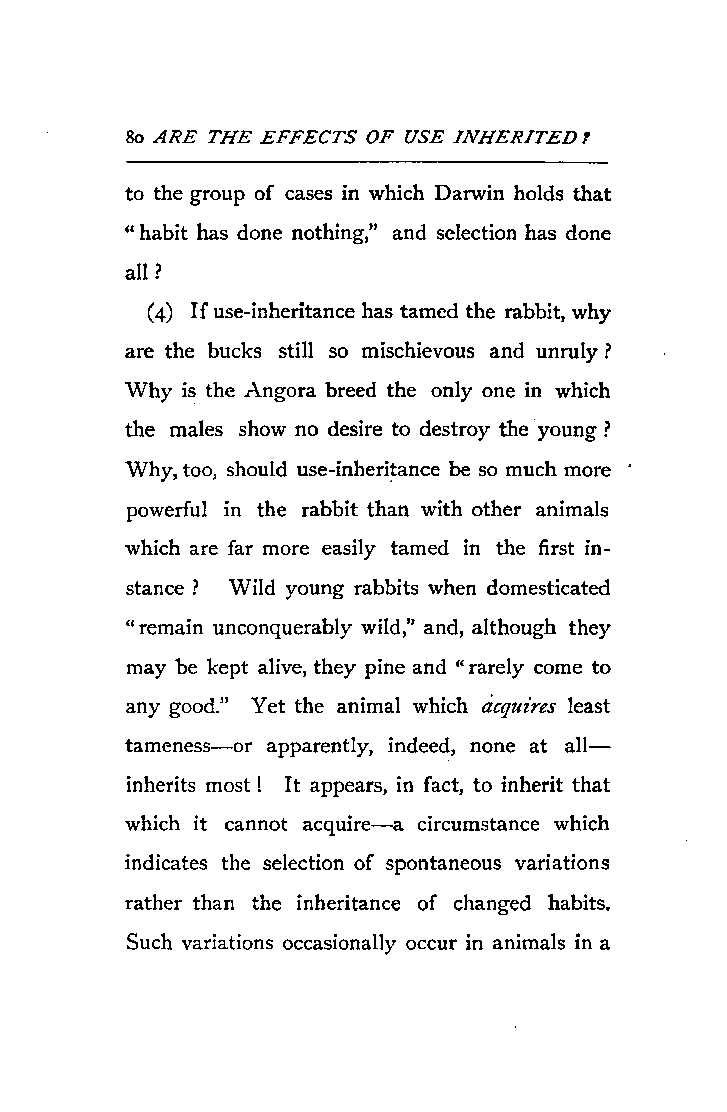 80 ARE THE EFFECTS OF USE INHERITED?
to the group of cases in which Darwin holds that
“habit has done nothing,” and selection has done
all?
(4) If use-inheritance has tamed the rabbit, why
are the bucks still so mischievous and unruly?
Why is the Angora breed the only one in which
the males show no desire to destroy the young?
Why, too, should use-inheritance be so much more
powerful in the rabbit than with other animals
which are far more easily tamed in the first in-
stance? Wild young rabbits when domesticated
“remain unconquerably wild,” and, although they
may be kept alive, they pine and “rarely come to
any good.” Yet the animal which acquires least
tameness—or apparently, indeed, none at all—
inherits most! It appears, in fact, to inherit that
which it cannot acquire—a circumstance which
indicates the selection of spontaneous variations
rather than the inheritance of changed habits.
Such variations occasionally occur in animals in a